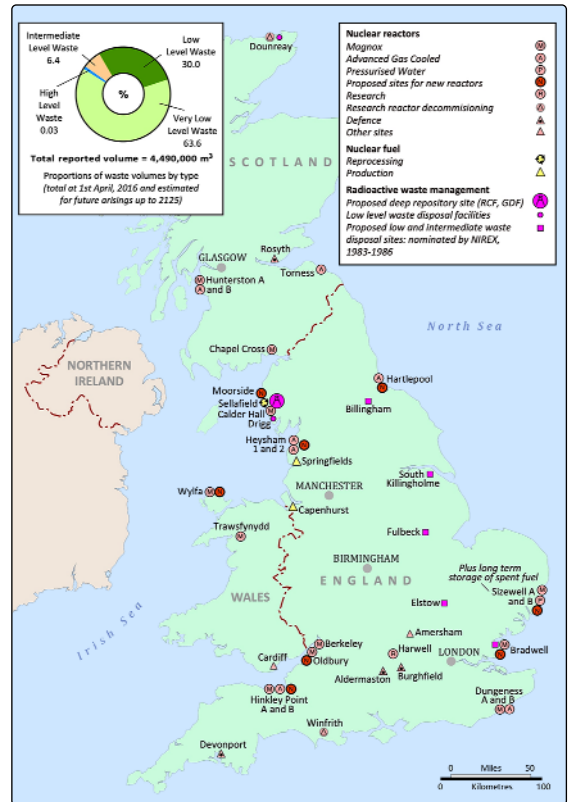 Intermediate
Level Waste
6.4
Low
Level Waste
30.0
High
Level Waste
0.03
%
Very Low
Level Waste
63.6
Total reported volume = 4,490,000 m³
Proportions of waste volumes by type
(total at 1st April, 2016 and estimated
for future arisings up to 2125)
Nuclear reactors
Magnox M
Advanced Gas Cooled A
Pressurised Water P
Proposed sites for new reactors N
Research R
Research reactor decommisioning
Defence
Other sites
Nuclear fuel
Reprocessing
Production
Radioactive waste management
Proposed deep repository site (RCF, GDF)
Low level waste disposal facilities
Proposed low and intermediate waste
disposal sites: nominated by NIREX,
1983-1986
Dounreay
SCOTLAND
Rosyth
GLASGOW
Torness A
M Hunterston A
A and B
North Sea
Chapel Cross M
NORTHERN
IRELAND
Moorside N
Sellafield
Calder Hall M
Drigg
A Hartlepool
N
Billingham
Heysham A N
1 and 2 A
Springfields
South
Killingholme
MANCHESTER
Wylfa M N
Capenhurst
Trawsfynydd
M
Fulbeck
BIRMINGHAM
ENGLAND
WALES
Irish Sea
Plus long term
storage of spent fuel
Sizewell A M
and B P
N
Elstow
Amersham
M Berkeley
M
N Oldbury
R Harwell
LONDON
M
N Bradwell
Cardiff
Aldermaston
Burghfield
M A N
Hinkley Point
A and B
Dungeness
A and B
M A
Winfrith
Devonport
0 Miles 50
0 Kilometres 100